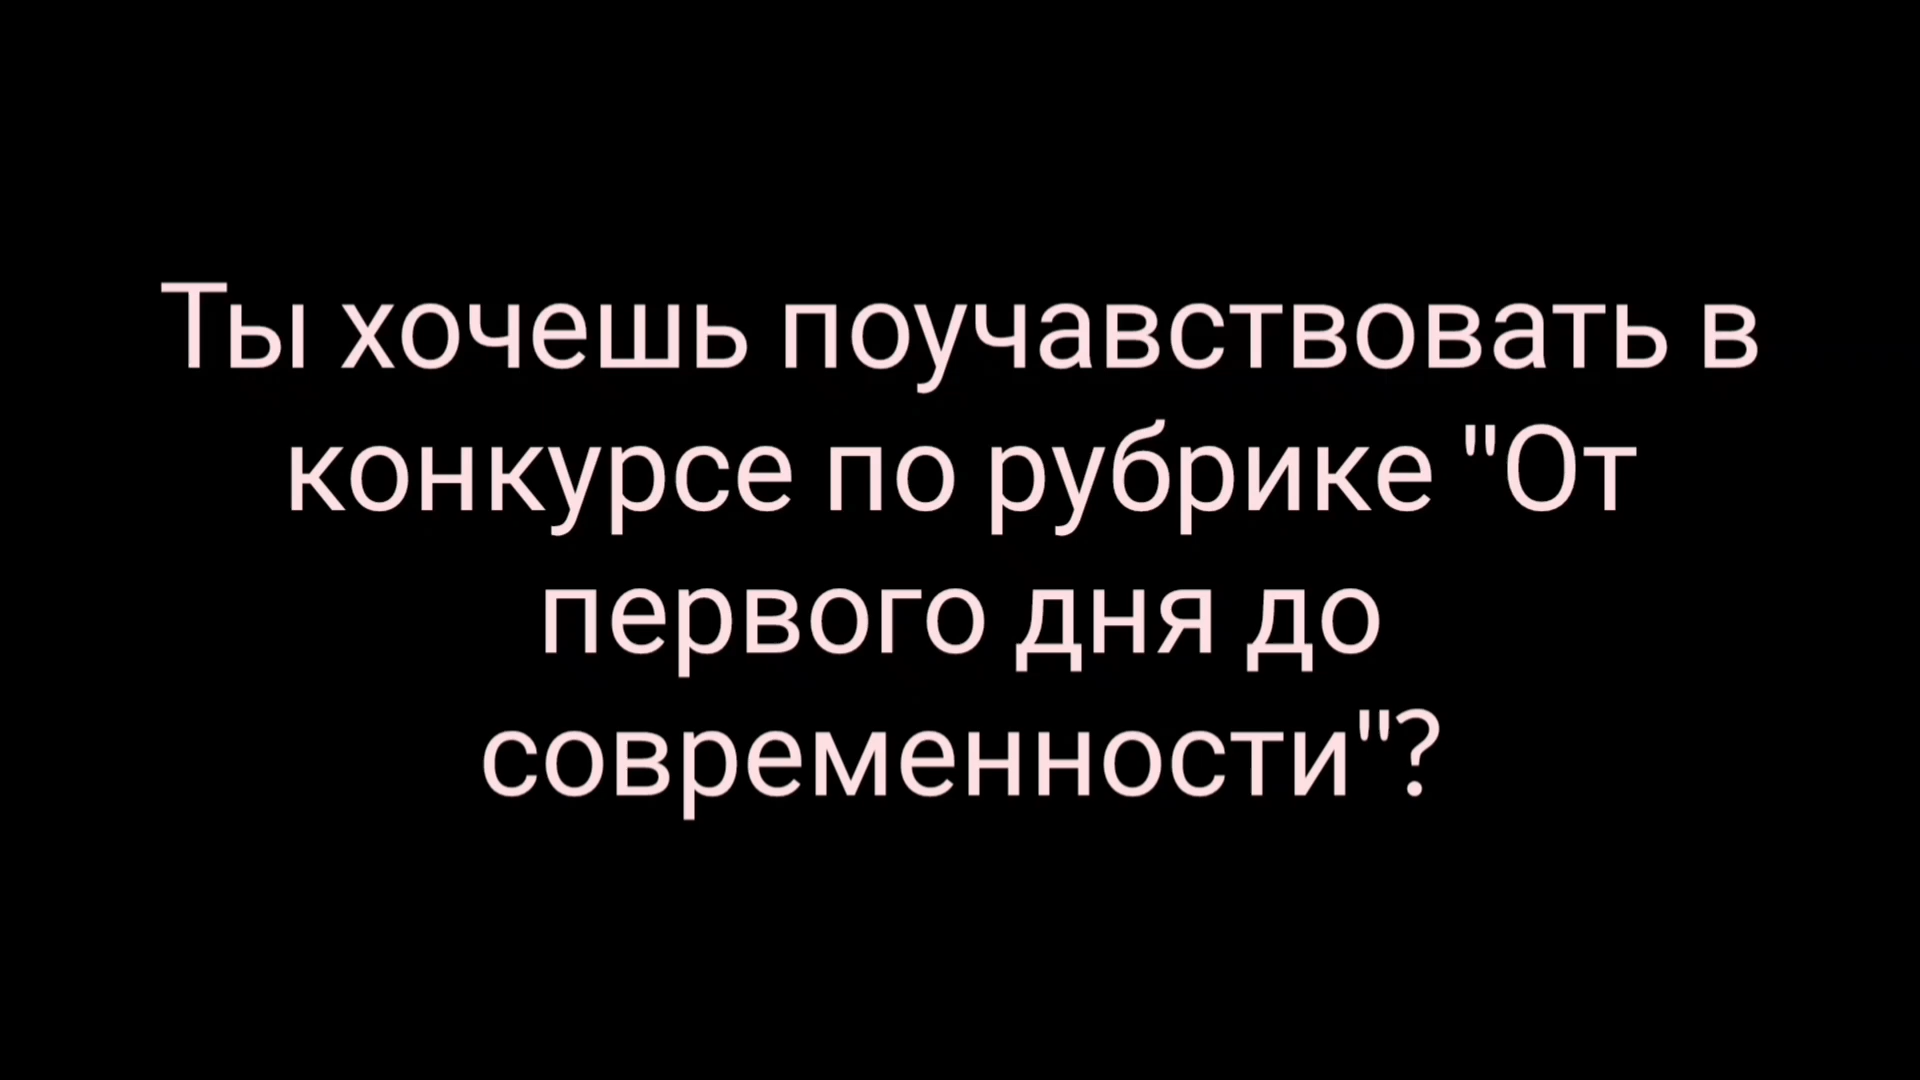 Ты хочешь поучавствовать в
конкурсе по рубрике "От
первого дня до
современности"?